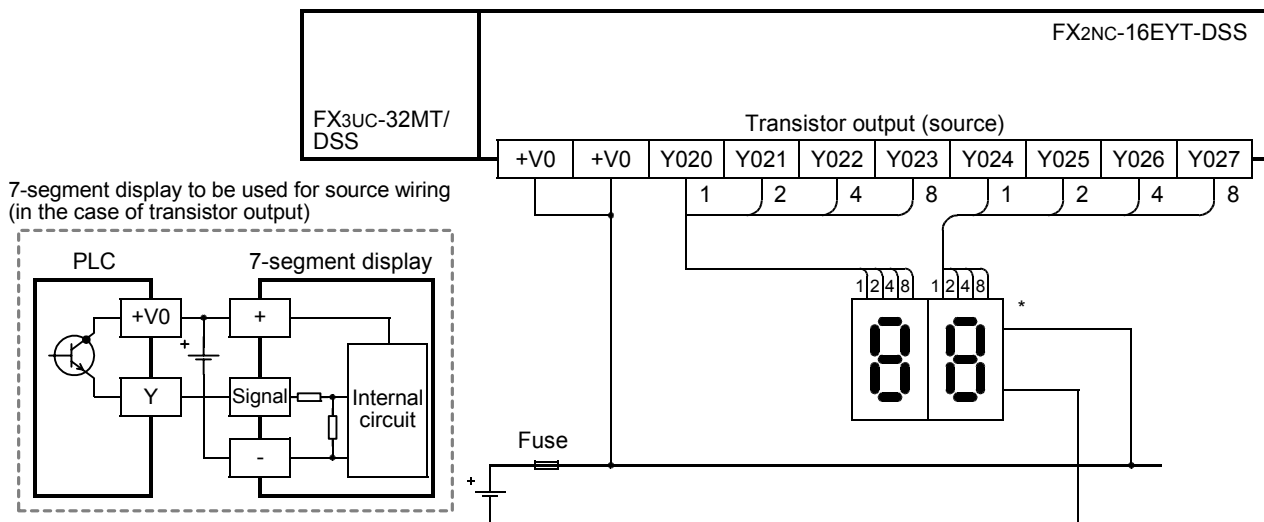 FX2NC-16EYT-DSS
FX3UC-32MT/
DSS
Transistor output (source)
+V0 +V0 Y020 Y021 Y022 Y023 Y024 Y025 Y026 Y027
1 2 4 8 1 2 4 8
7-segment display to be used for source wiring
(in the case of transistor output)
PLC 7-segment display
+V0 +
+
Y Signal Internal
circuit
-
1 2 4 8 1 2 4 8
*
Fuse
+